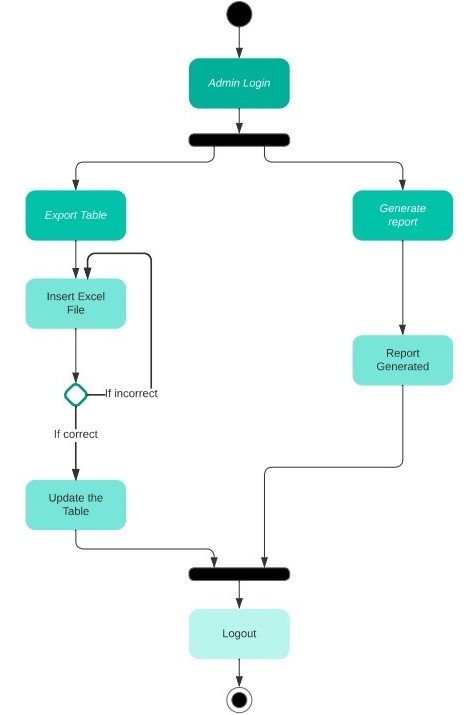 Admin Login
Export Table
Generate
report
Insert Excel
File
Report
Generated
If incorrect
If correct
Update the
Table
Logout